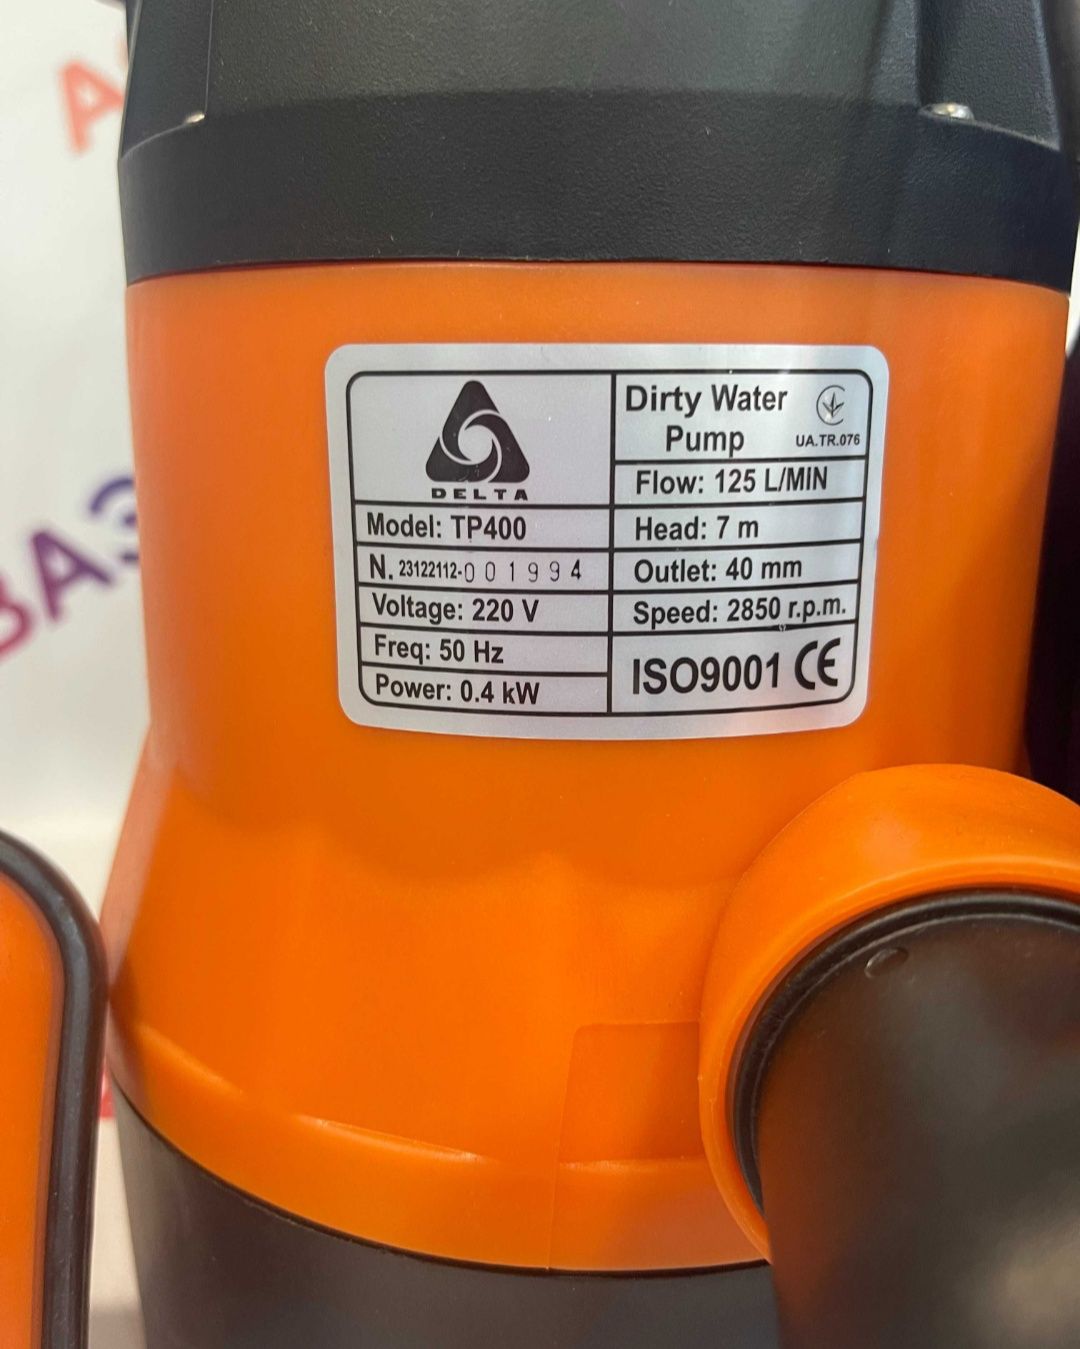 DELTA
Model: TP400
N. 23122112-001994
Voltage: 220 V
Freq: 50 Hz
Power: 0.4 kW
Dirty Water
Pump
UA.TR.076
Flow: 125 L/MIN
Head: 7 m
Outlet: 40 mm
Speed: 2850 r.p.m.
ISO9001 CE